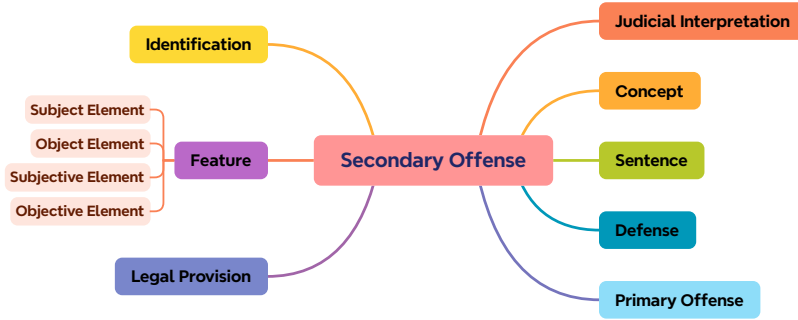 Secondary Offense
Judicial Interpretation
Concept
Sentence
Defense
Primary Offense
Identification
Feature
Subject Element
Object Element
Subjective Element
Objective Element
Legal Provision